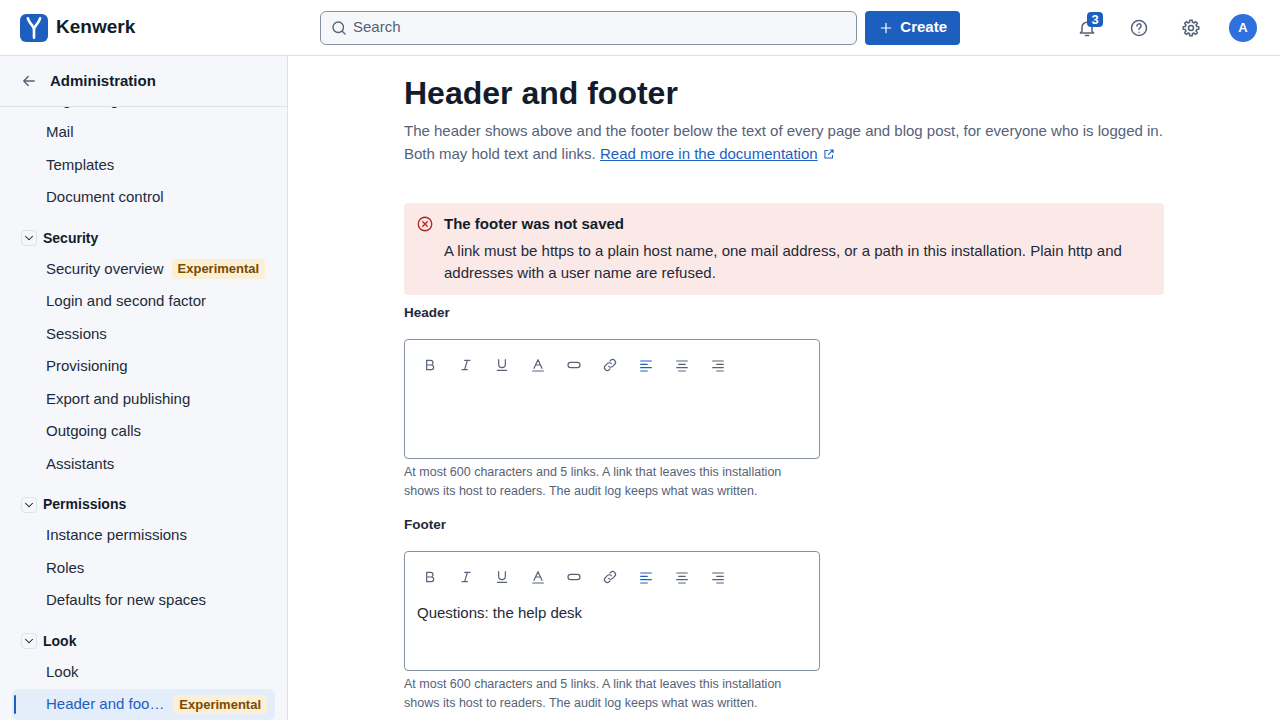 Kenwerk
Search
Create
3
A
Administration
Mail
Templates
Document control
Security
Security overview Experimental
Login and second factor
Sessions
Provisioning
Export and publishing
Outgoing calls
Assistants
Permissions
Instance permissions
Roles
Defaults for new spaces
Look
Look
Header and foo… Experimental
Header and footer
The header shows above and the footer below the text of every page and blog post, for everyone who is logged in.
Both may hold text and links. Read more in the documentation
The footer was not saved
A link must be https to a plain host name, one mail address, or a path in this installation. Plain http and
addresses with a user name are refused.
Header
At most 600 characters and 5 links. A link that leaves this installation
shows its host to readers. The audit log keeps what was written.
Footer
Questions: the help desk
At most 600 characters and 5 links. A link that leaves this installation
shows its host to readers. The audit log keeps what was written.